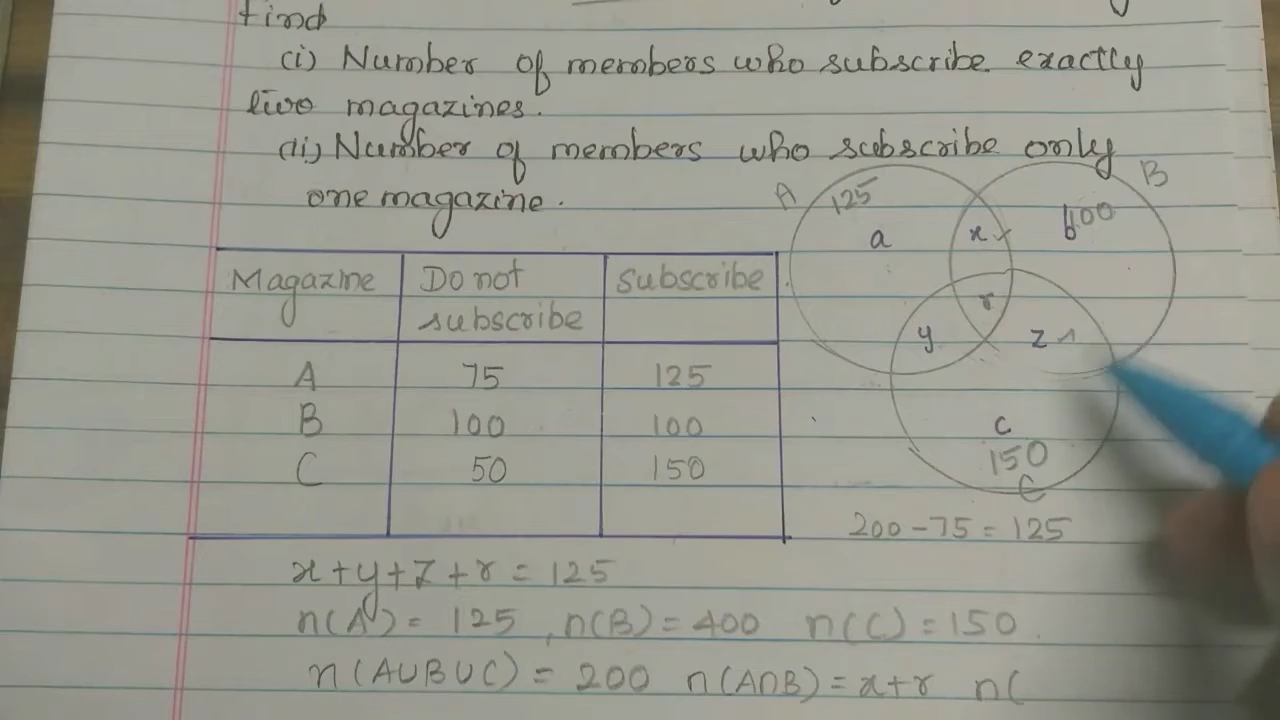 find
(i) Number of members who subscribe exactly
two magazines.
(ii) Number of members who subscribe only
one magazine.
Magazine Do not subscribe Subscribe
A 75 125
B 100 100
C 50 150
A 125 B
a x 100
r
y z
c
150
C
200-75 = 125
x+y+z+r = 125
n(A) = 125, n(B) = 400 n(C) = 150.
n(AUBUC) = 200 n(A∩B) = x+r n(